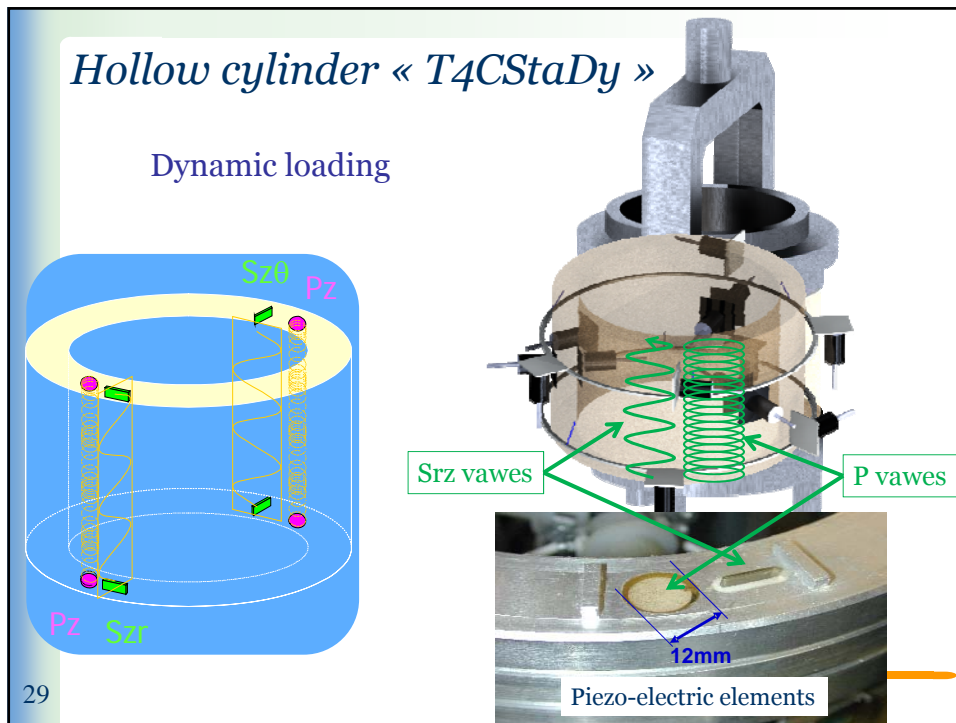 Hollow cylinder « T4CStaDy »
Dynamic loading
Szθ
Pz
Pz
Szr
Srz vawes
P vawes
12mm
Piezo-electric elements
29